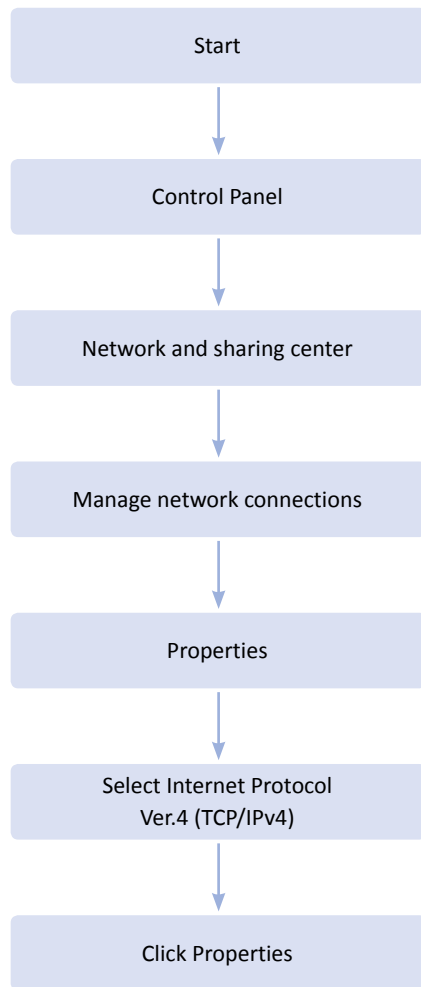 Start
Control Panel
Network and sharing center
Manage network connections
Properties
Select Internet Protocol
Ver.4 (TCP/IPv4)
Click Properties